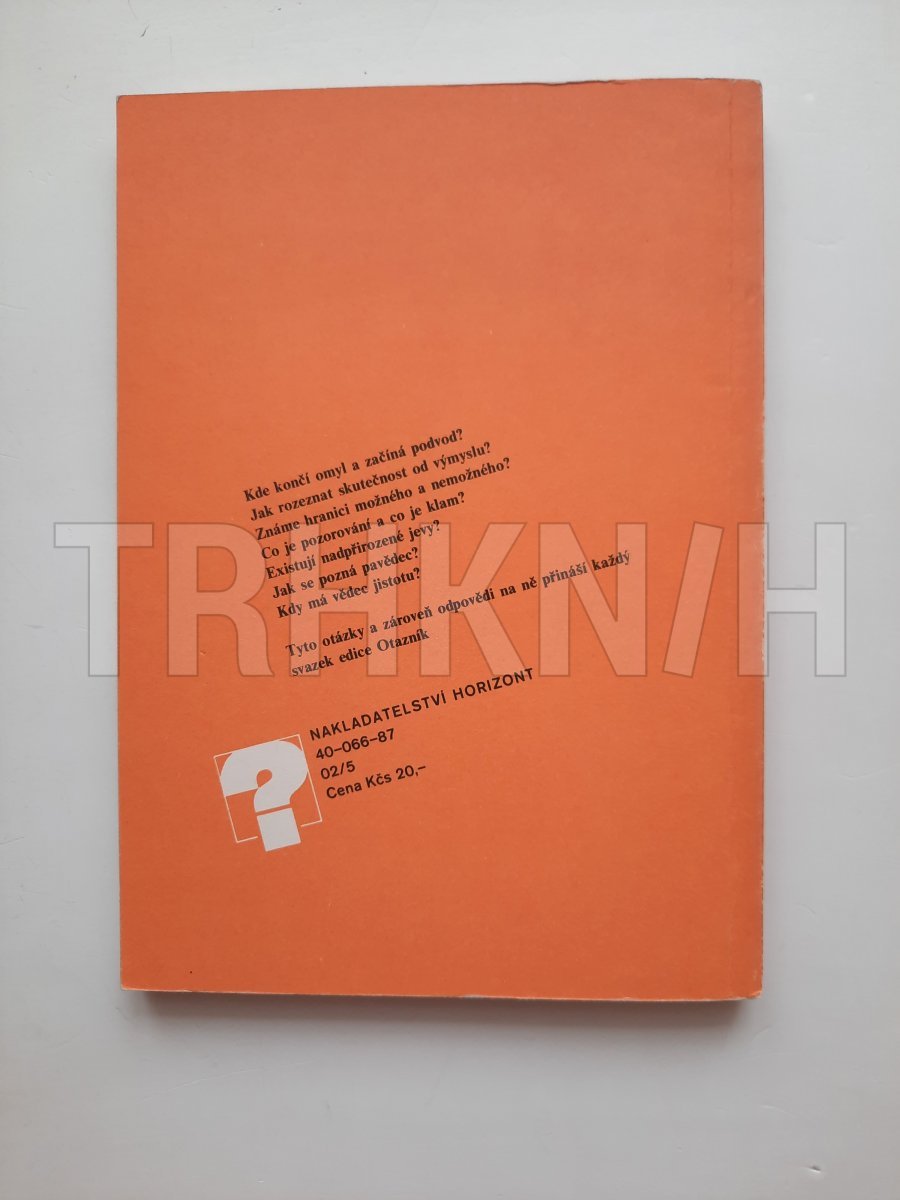 Kde končí omyl a začíná podvod?
Jak rozeznat skutečnost od výmyslu?
Známe hranici možného a nemožného?
Co je pozorování a co je klam?
Existují nadpřirozené jevy?
Jak se pozná pavědec?
Kdy má vědec jistotu?
Tyto otázky a zároveň odpovědi na ně přináší každý
svazek edice Otazník
NAKLADATELSTVÍ HORIZONT
40–066–87
02/5
Cena Kčs 20,–
?
TRHKNIH